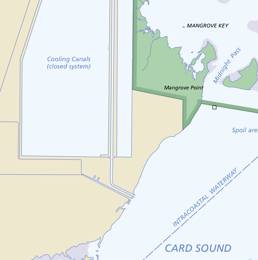 MANGROVE KEY
Midnight Pass
Cooling Canals
(closed system)
Mangrove Point
Spoil are
INTRACOASTAL WATERWAY
CARD SOUND